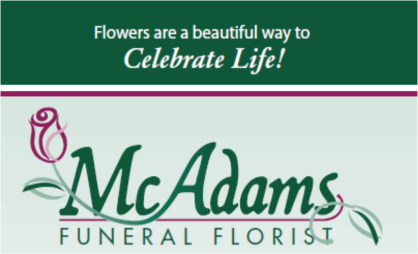 Flowers are a beautiful way to
Celebrate Life!
McAdams
FUNERAL FLORIST